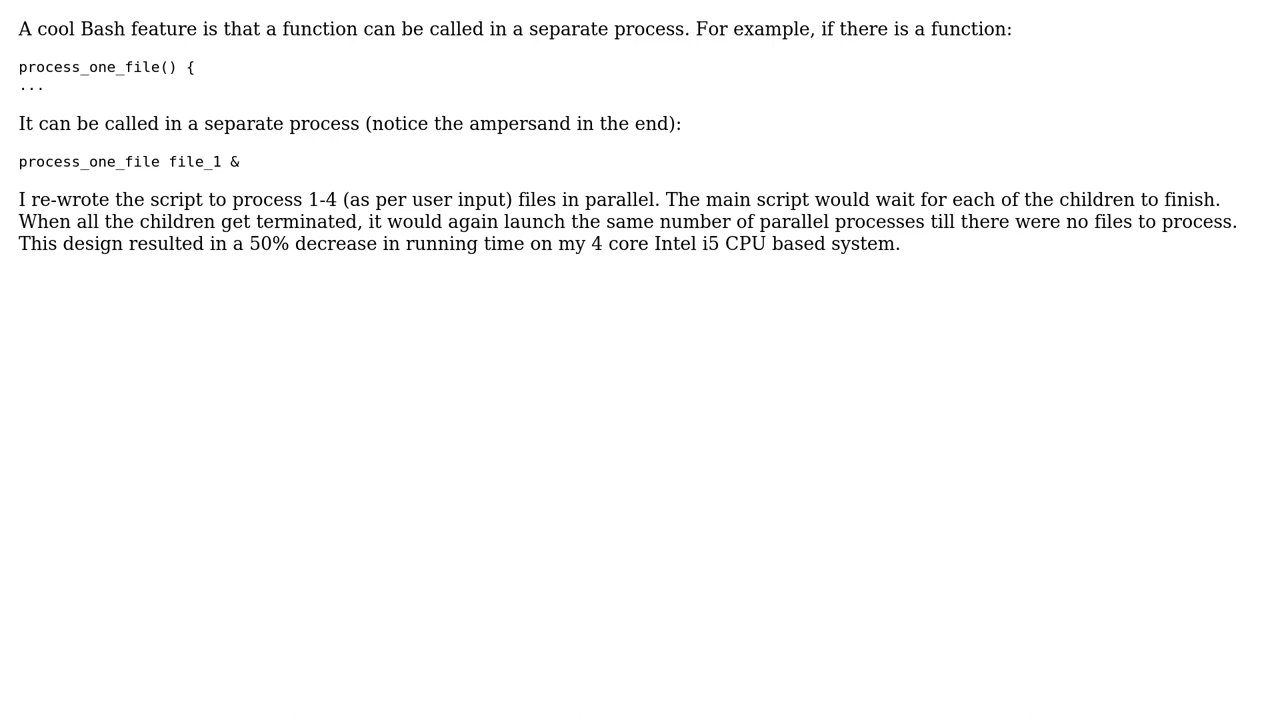 A cool Bash feature is that a function can be called in a separate process. For example, if there is a function:
process_one_file() {
...
It can be called in a separate process (notice the ampersand in the end):
process_one_file file_1 &
I re-wrote the script to process 1-4 (as per user input) files in parallel. The main script would wait for each of the children to finish.
When all the children get terminated, it would again launch the same number of parallel processes till there were no files to process.
This design resulted in a 50% decrease in running time on my 4 core Intel i5 CPU based system.